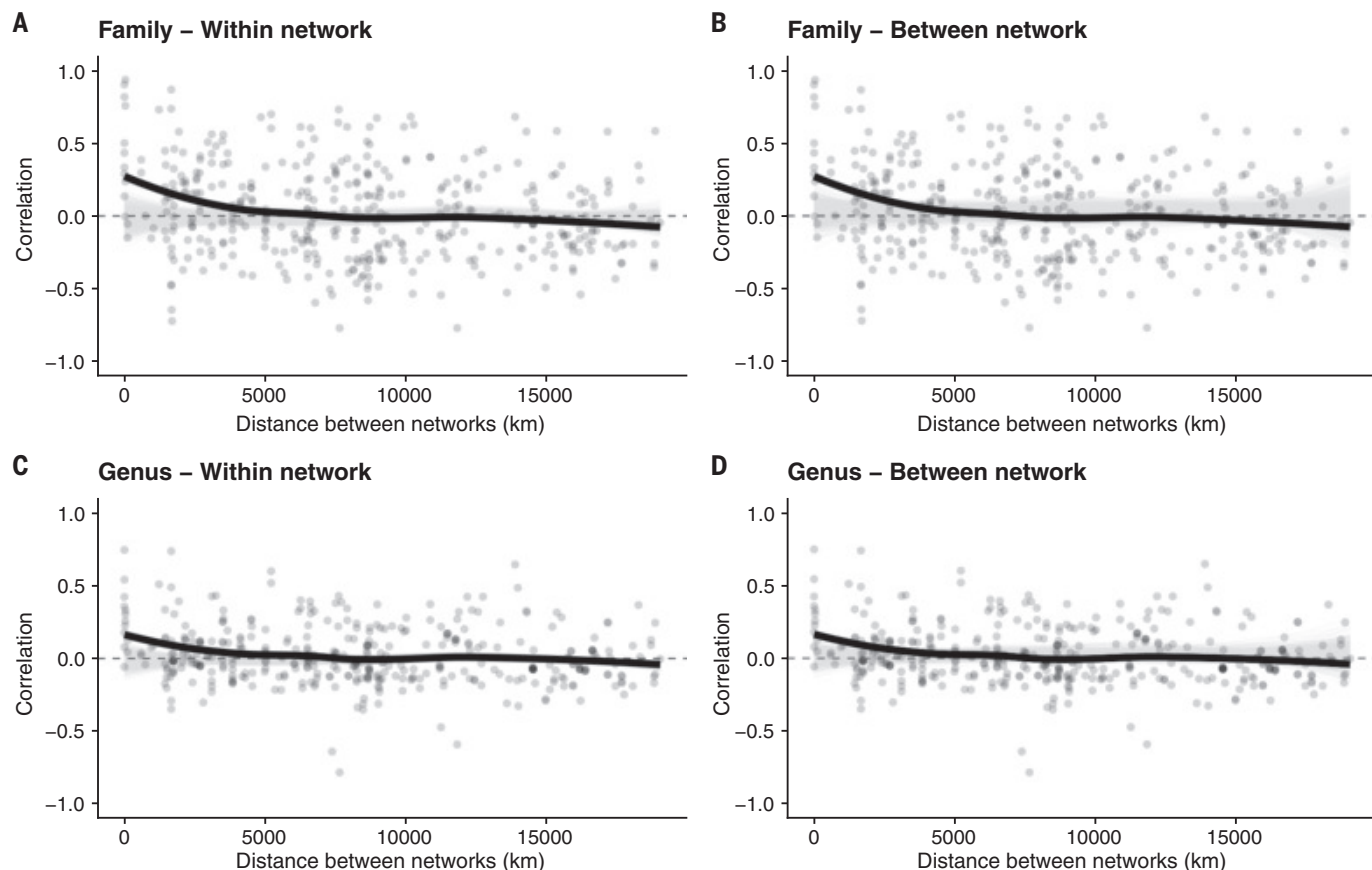 A
Family – Within network
Correlation
1.0
0.5
0.0
−0.5
−1.0
0
5000
10000
15000
Distance between networks (km)
B
Family – Between network
Correlation
1.0
0.5
0.0
−0.5
−1.0
0
5000
10000
15000
Distance between networks (km)
C
Genus – Within network
Correlation
1.0
0.5
0.0
−0.5
−1.0
0
5000
10000
15000
Distance between networks (km)
D
Genus – Between network
Correlation
1.0
0.5
0.0
−0.5
−1.0
0
5000
10000
15000
Distance between networks (km)